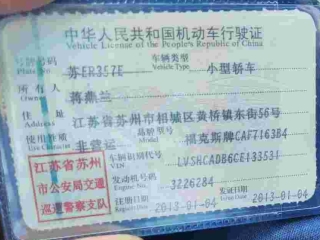 中华人民共和国机动车行驶证
Vehicle License of the People's Republic of China
号牌号码 苏ER357E 车辆类型 小型轿车
Plate No. Vehicle Type
所有人 蒋鼎兰
住址 江苏省苏州市相城区黄桥镇东街56号
Address
使用性质 非营运 品牌型号 福克斯牌CAF7163B4
Use Character Model
江苏省苏州
市公安局交通
巡逻警察支队
车辆识别代号 LVSHCADB6CE133531
VIN
发动机号码 3226284
Engine No.
注册日期 2013-01-04 发证日期 2013-01-04
Register Date Issue Date